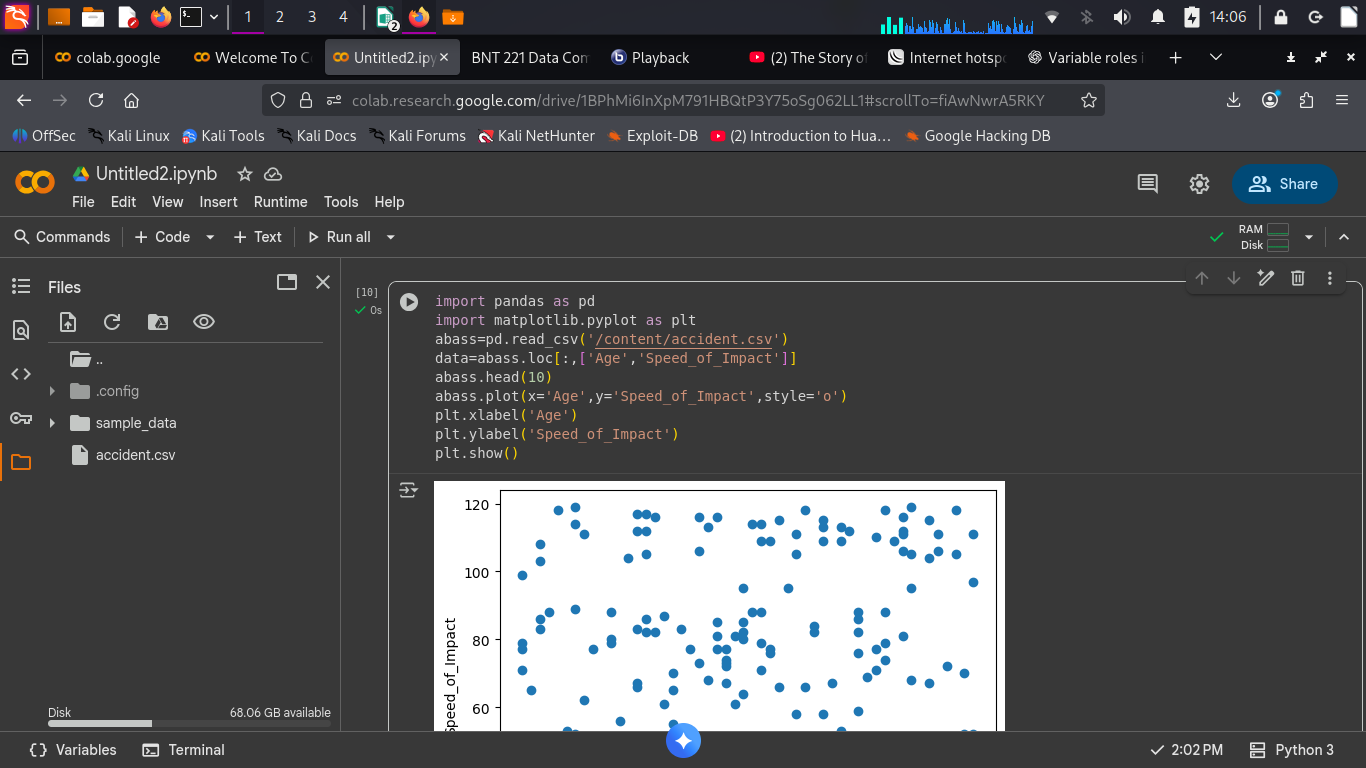 1 2 3 4 2 14:06
colab.google Welcome To C Untitled2.ipy BNT 221 Data Com Playback (2) The Story of Internet hotsp Variable roles i
colab.research.google.com/drive/1BPhMi6InXpM791HBQtP3Y75oSg062LL1#scrollTo=fiAwNwrA5RKY
OffSec Kali Linux Kali Tools Kali Docs Kali Forums Kali NetHunter Exploit-DB (2) Introduction to Hua… Google Hacking DB
Untitled2.ipynb
Share
File Edit View Insert Runtime Tools Help
Commands + Code + Text Run all
RAM
Disk
Files
..
.config
sample_data
accident.csv
Disk 68.06 GB available
[10]
0s
import pandas as pd
import matplotlib.pyplot as plt
abass=pd.read_csv('/content/accident.csv')
data=abass.loc[:,['Age','Speed_of_Impact']]
abass.head(10)
abass.plot(x='Age',y='Speed_of_Impact',style='o')
plt.xlabel('Age')
plt.ylabel('Speed_of_Impact')
plt.show()
120
100
80
60
Speed_of_Impact
Variables Terminal 2:02 PM Python 3